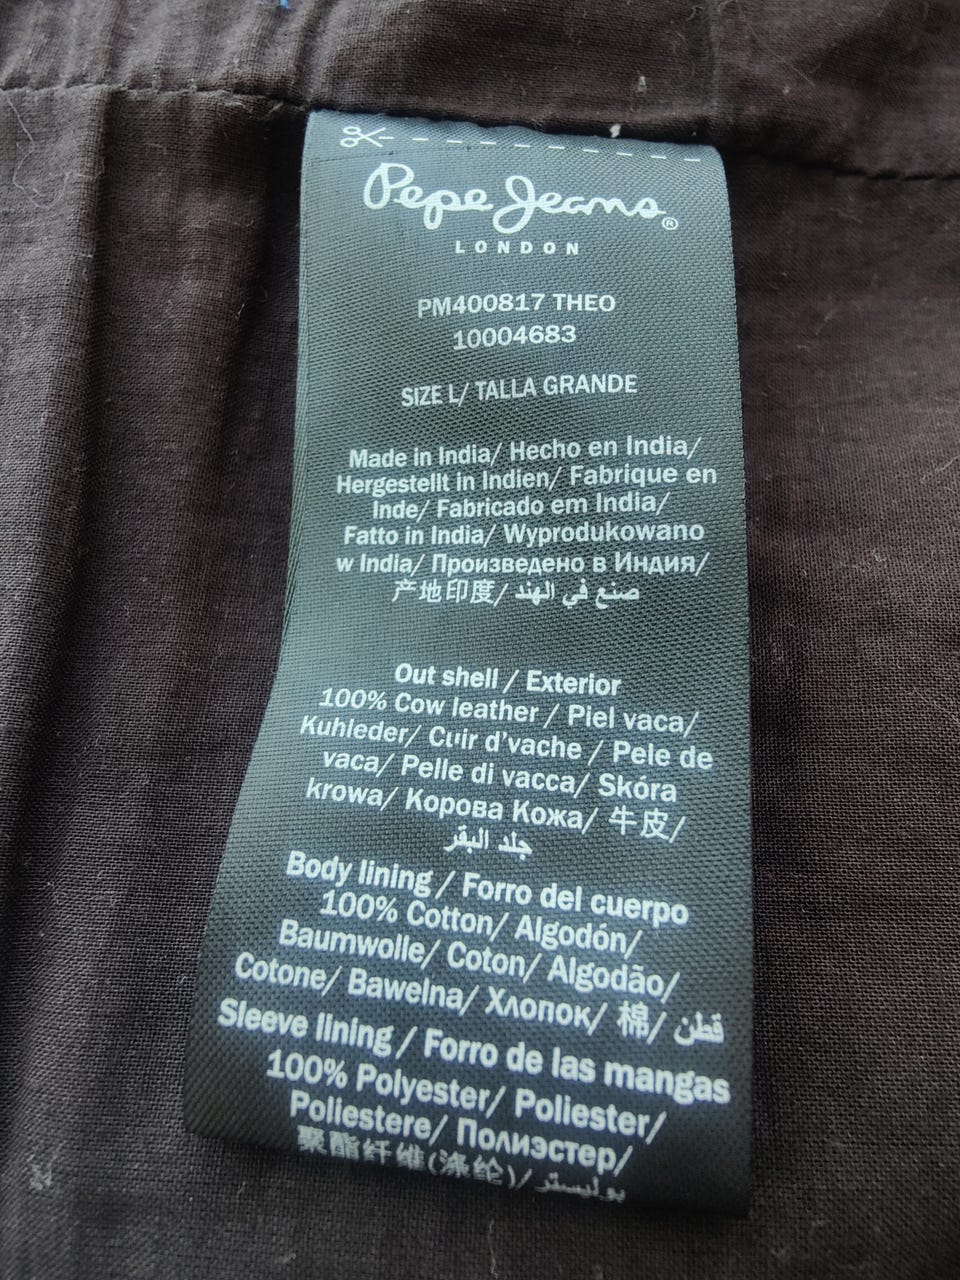 Pepe Jeans®
LONDON
PM400817 THEO
10004683
SIZE L/ TALLA GRANDE
Made in India/ Hecho en India/
Hergestellt in Indien/ Fabrique en
Inde/ Fabricado em India/
Fatto in India/ Wyprodukowano
w India/ Произведено в Индия/
产地印度/ صنع في الهند
Out shell / Exterior
100% Cow leather / Piel vaca/
Kuhleder/ Cuir d'vache / Pele de
vaca/ Pelle di vacca/ Skóra
krowa/ Корова Кожа/ 牛皮/
جلد البقر
Body lining / Forro del cuerpo
100% Cotton/ Algodón/
Baumwolle/ Coton/ Algodão/
Cotone/ Bawelna/ Хлопок/ 棉/ قطن
Sleeve lining / Forro de las mangas
100% Polyester/ Poliester/
Poliestere/ Полиэстер/
聚酯纤维(涤纶)/ بوليستر